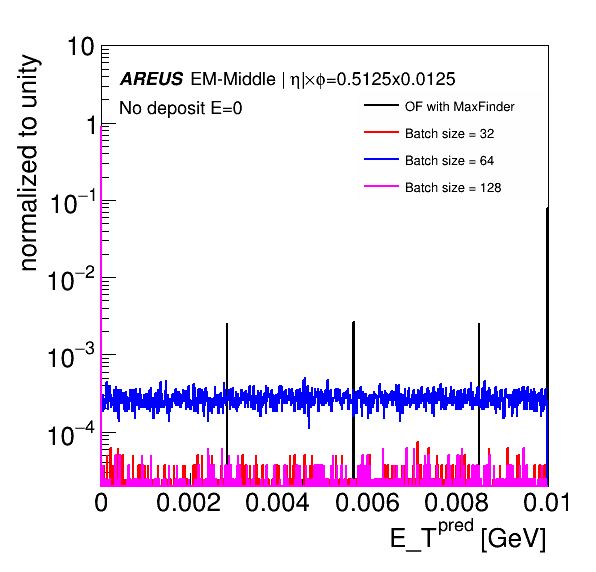 normalized to unity
10
1
10⁻¹
10⁻²
10⁻³
10⁻⁴
AREUS EM-Middle | η|×ϕ=0.5125x0.0125
No deposit E=0
OF with MaxFinder
Batch size = 32
Batch size = 64
Batch size = 128
0 0.002 0.004 0.006 0.008 0.01
E_T^pred [GeV]